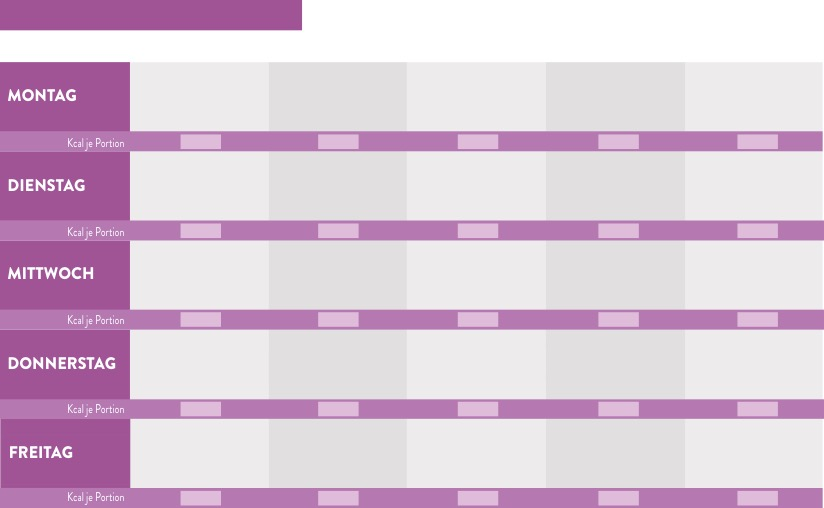 MONTAG
Kcal je Portion
DIENSTAG
Kcal je Portion
MITTWOCH
Kcal je Portion
DONNERSTAG
Kcal je Portion
FREITAG
Kcal je Portion